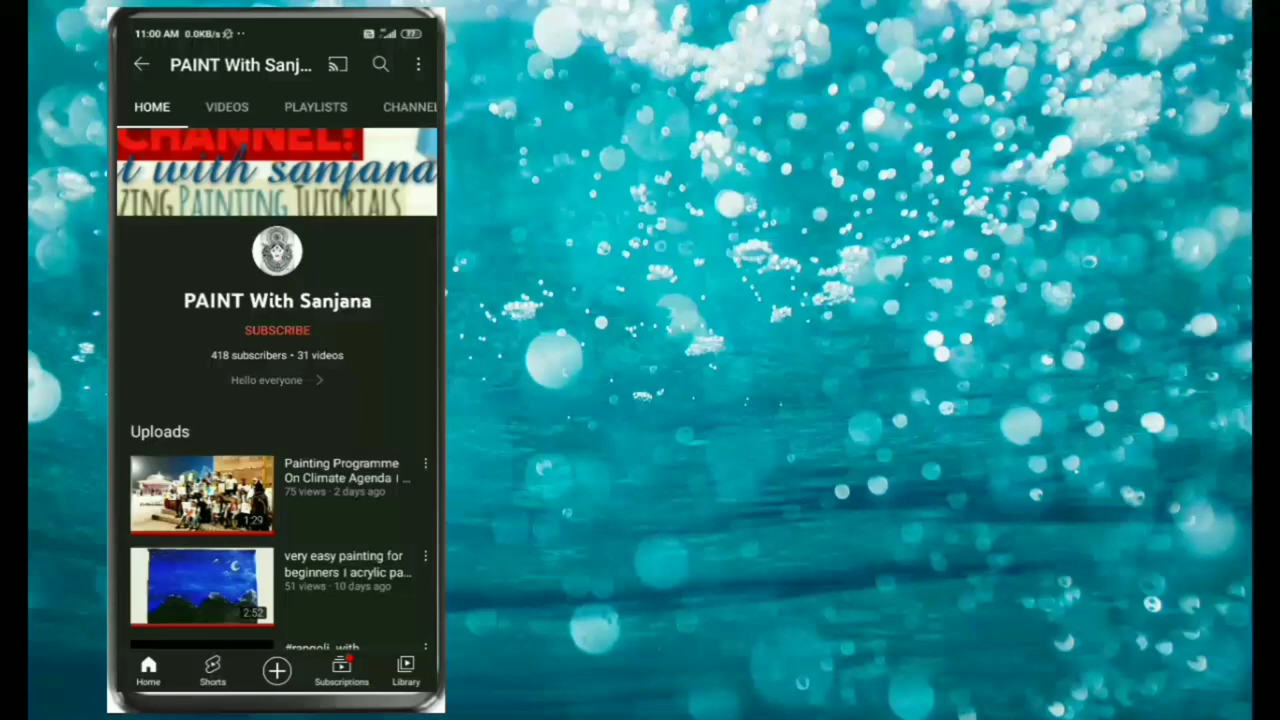 11:00 AM 0.0KB/s
77
PAINT With Sanj...
HOME VIDEOS PLAYLISTS CHANNEL
CHANNEL!
t with sanjana
ZING PAINTING TUTORIALS
PAINT With Sanjana
SUBSCRIBE
418 subscribers • 31 videos
Hello everyone
Uploads
Painting Programme
On Climate Agenda I ...
75 views · 2 days ago
1:29
very easy painting for
beginners I acrylic pa...
51 views · 10 days ago
2:52
#rangoli with
Home Shorts Subscriptions Library